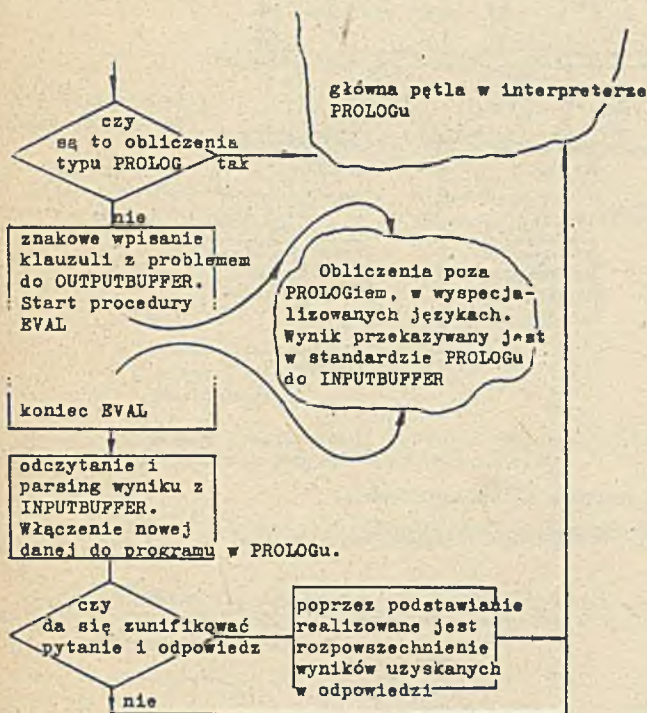 główna pętla w interpreterze
PROLOGu
czy
są to obliczenia
typu PROLOG tak
nie
znakowe wpisanie
klauzuli z problemem
do OUTPUTBUFFER.
Start procedury
EVAL
Obliczenia poza
PROLOGiem, w wyspecja-
lizowanych językach.
Wynik przekazywany jest
w standardzie PROLOGu
do INPUTBUFFER
koniec EVAL
odczytanie i
parsing wyniku z
INPUTBUFFER.
Włączenie nowej
danej do programu w PROLOGu.
czy
da się zunifikować
pytanie i odpowiedz
poprzez podstawianie
realizowane jest
rozpowszechnienie
wyników uzyskanych
w odpowiedzi
nie